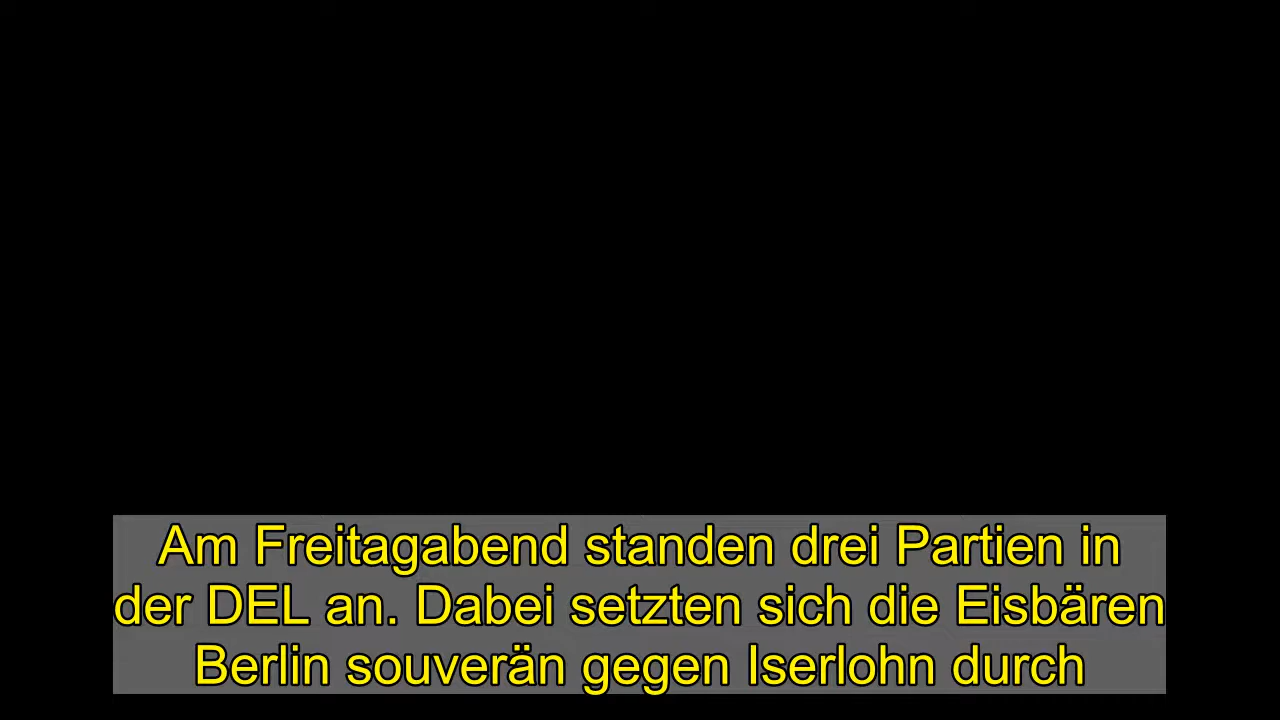 Am Freitagabend standen drei Partien in
der DEL an. Dabei setzten sich die Eisbären
Berlin souverän gegen Iserlohn durch